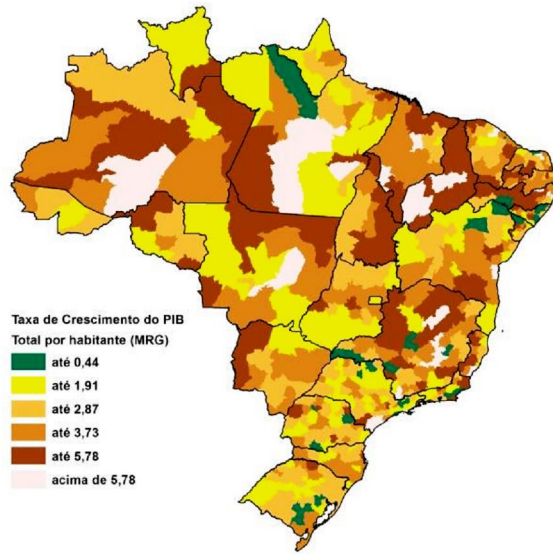 Taxa de Crescimento do PIB
Total por habitante (MRG)
até 0,44
até 1,91
até 2,87
até 3,73
até 5,78
acima de 5,78